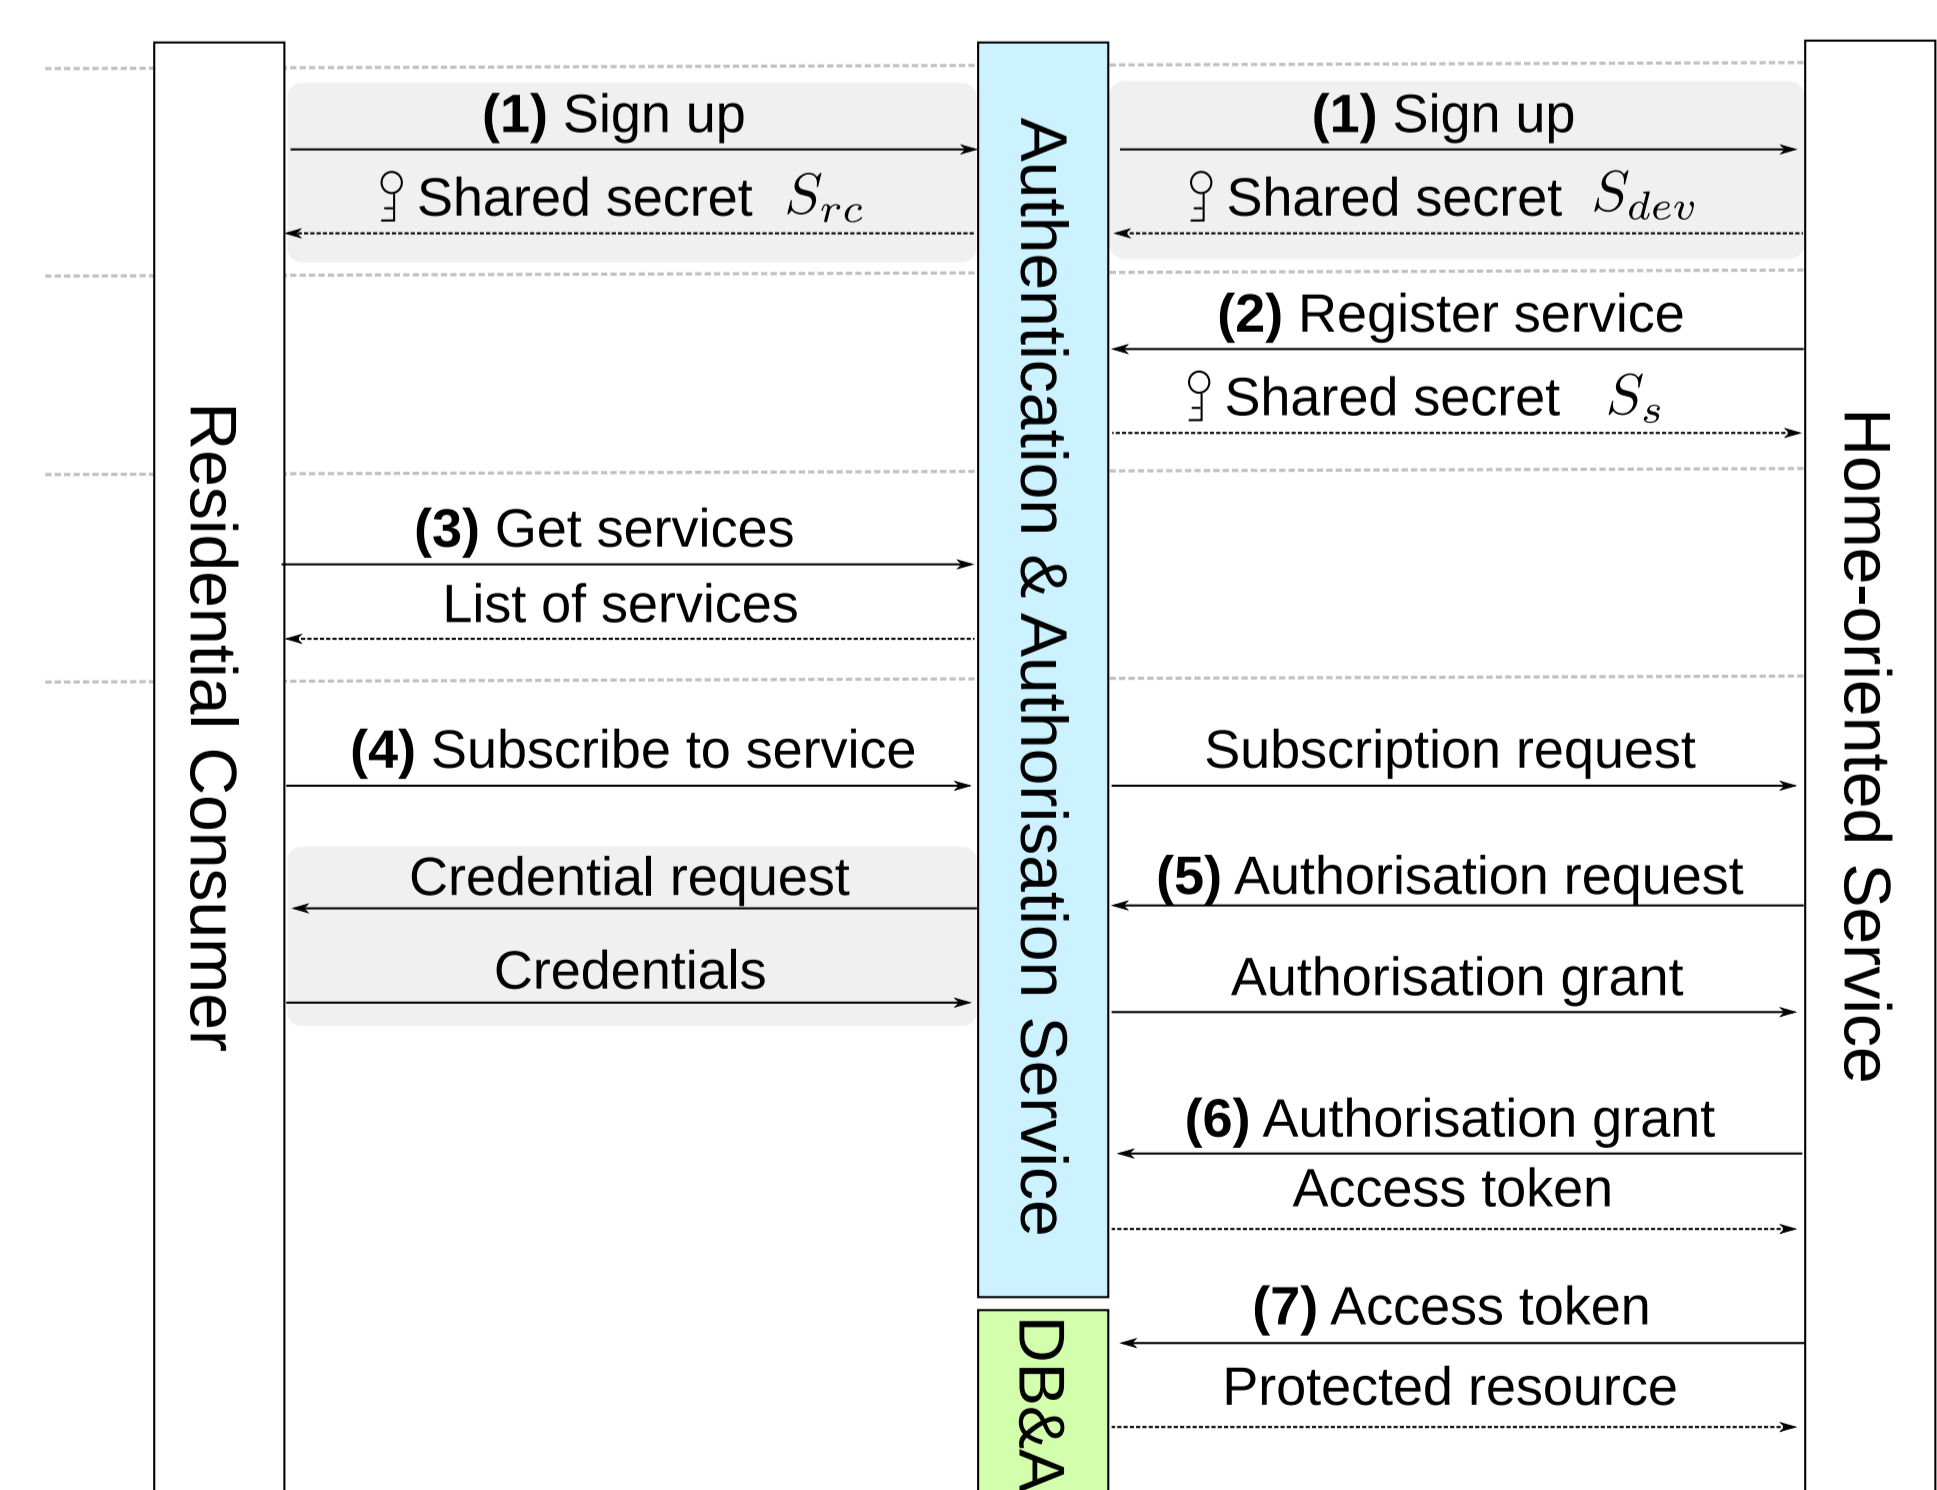 (1) Sign up
(1) Sign up
Shared secret S_rc
Shared secret S_dev
(2) Register service
Shared secret S_s
(3) Get services
List of services
(4) Subscribe to service
Subscription request
Credential request
(5) Authorisation request
Credentials
Authorisation grant
(6) Authorisation grant
Access token
(7) Access token
Protected resource
Residential Consumer
Authentication & Authorisation Service
DB&A
Home-oriented Service